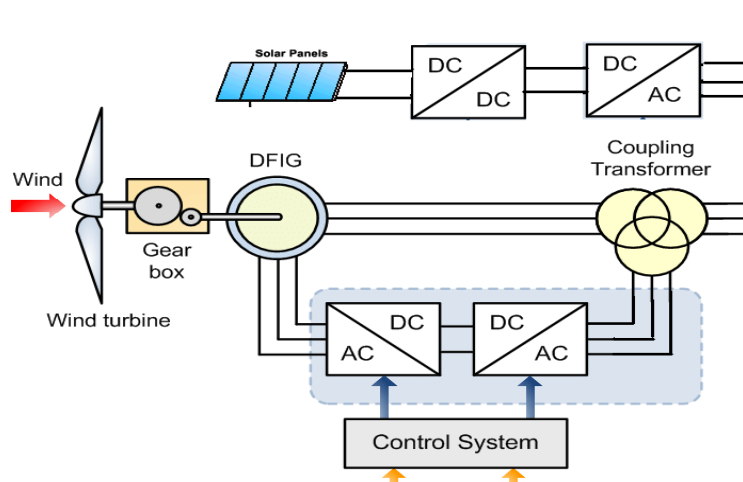 Solar Panels
DC
DC
DC
AC
Coupling
Transformer
DFIG
Wind
Gear
box
Wind turbine
DC
AC
DC
AC
Control System